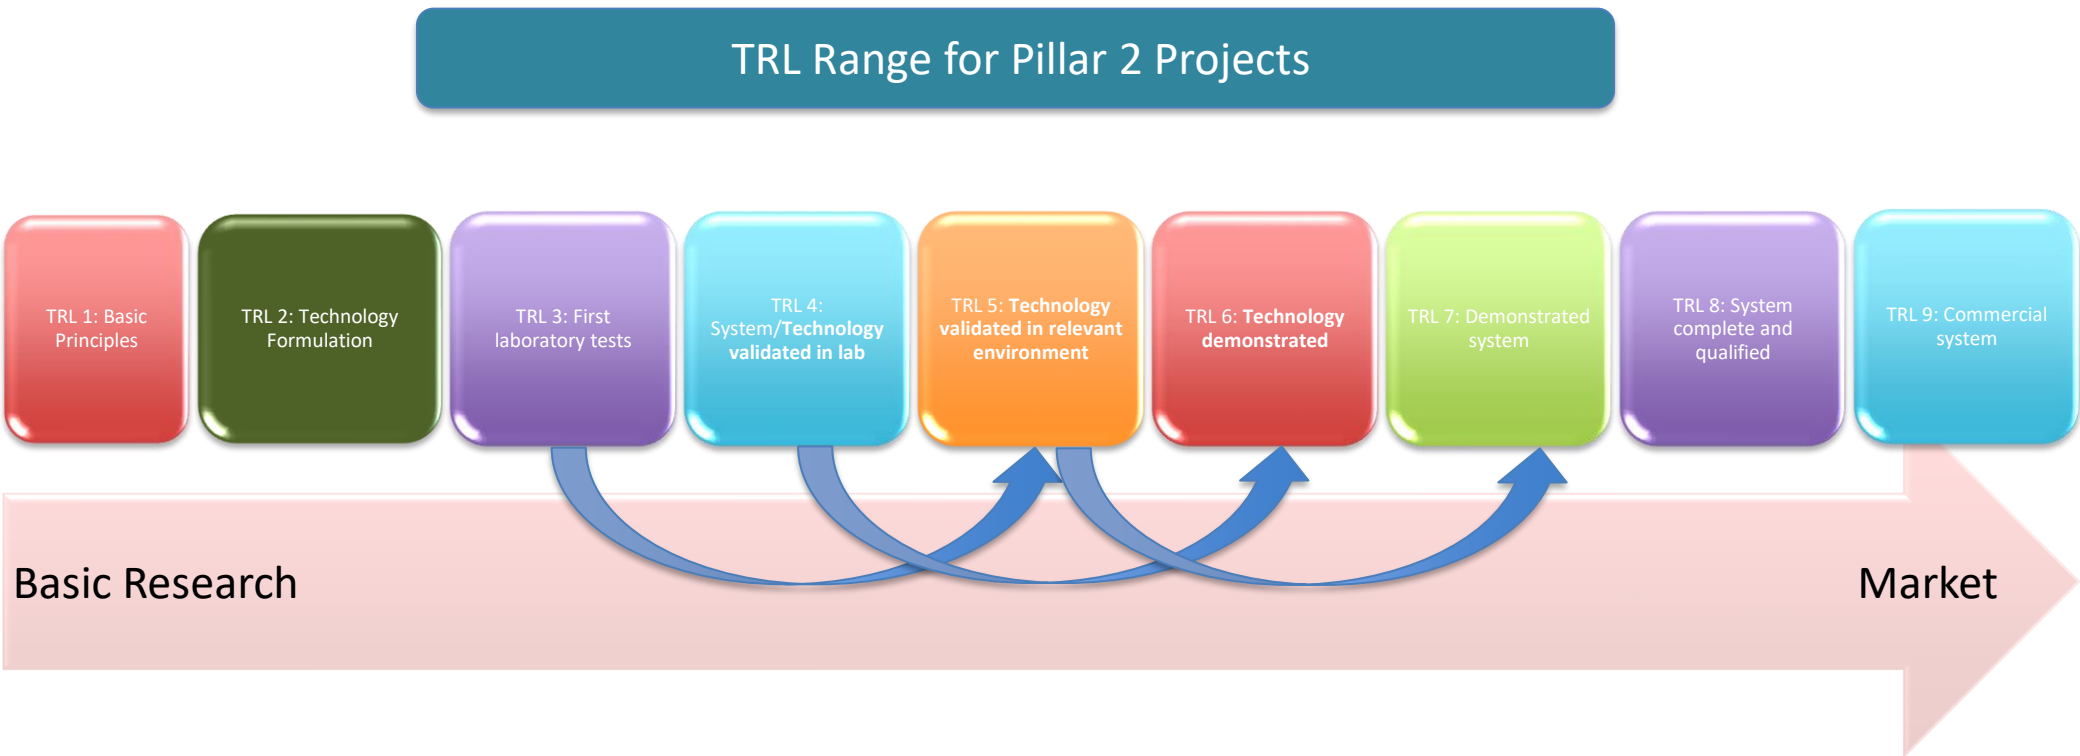 TRL Range for Pillar 2 Projects
TRL 1: Basic
Principles
TRL 2: Technology
Formulation
TRL 3: First
laboratory tests
TRL 4:
System/Technology
validated in lab
TRL 5: Technology
validated in relevant
environment
TRL 6: Technology
demonstrated
TRL 7: Demonstrated
system
TRL 8: System
complete and
qualified
TRL 9: Commercial
system
Basic Research
Market